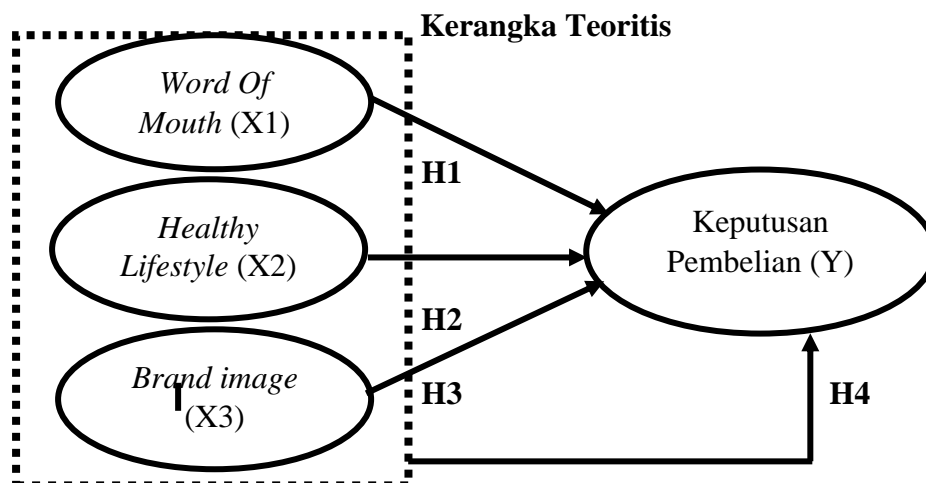 Kerangka Teoritis
Word Of
Mouth (X1)
H1
Healthy
Lifestyle (X2)
Keputusan
Pembelian (Y)
H2
Brand image
(X3)
H3
H4